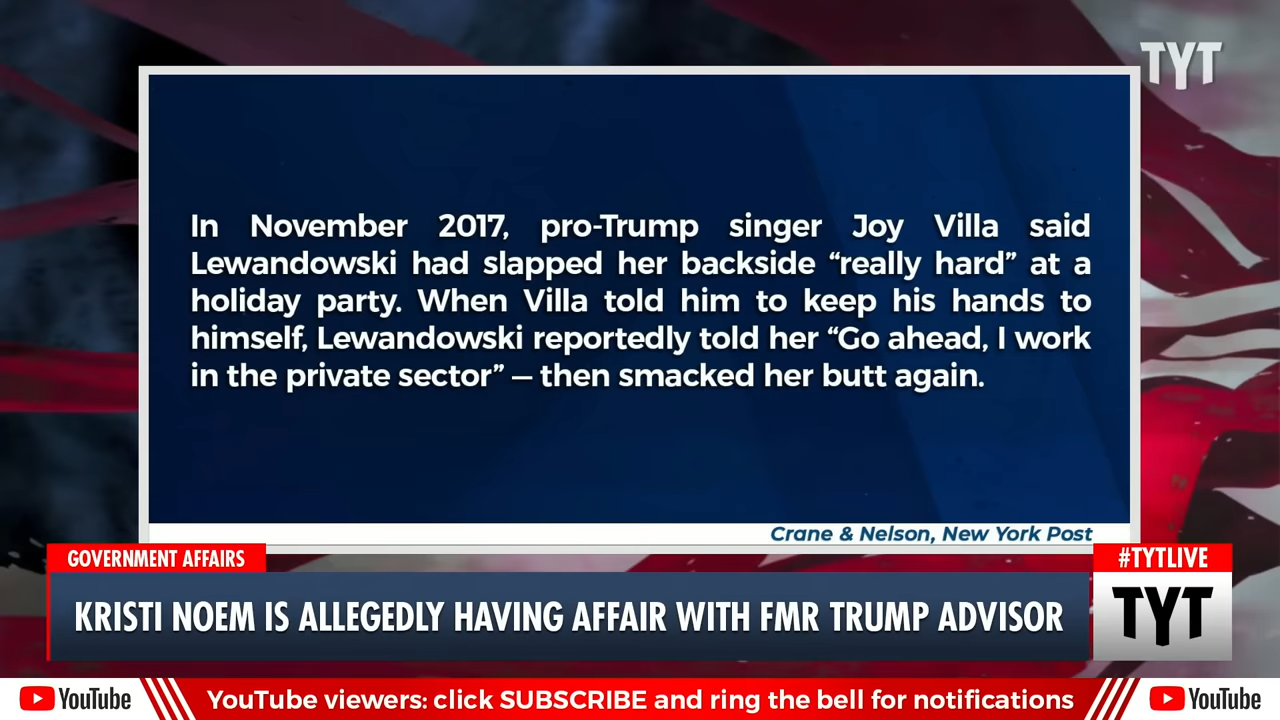 TYT
In November 2017, pro-Trump singer Joy Villa said
Lewandowski had slapped her backside “really hard” at a
holiday party. When Villa told him to keep his hands to
himself, Lewandowski reportedly told her “Go ahead, I work
in the private sector” — then smacked her butt again.
Crane & Nelson, New York Post
GOVERNMENT AFFAIRS
#TYTLIVE
KRISTI NOEM IS ALLEGEDLY HAVING AFFAIR WITH FMR TRUMP ADVISOR
TYT
YouTube
YouTube viewers: click SUBSCRIBE and ring the bell for notifications
YouTube